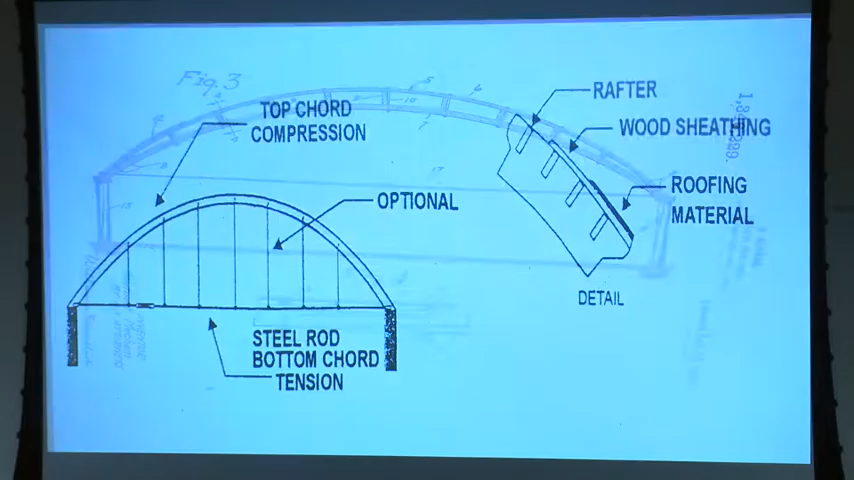 Fig. 3
TOP CHORD
COMPRESSION
RAFTER
WOOD SHEATHING
ROOFING
MATERIAL
OPTIONAL
DETAIL
STEEL ROD
BOTTOM CHORD
TENSION